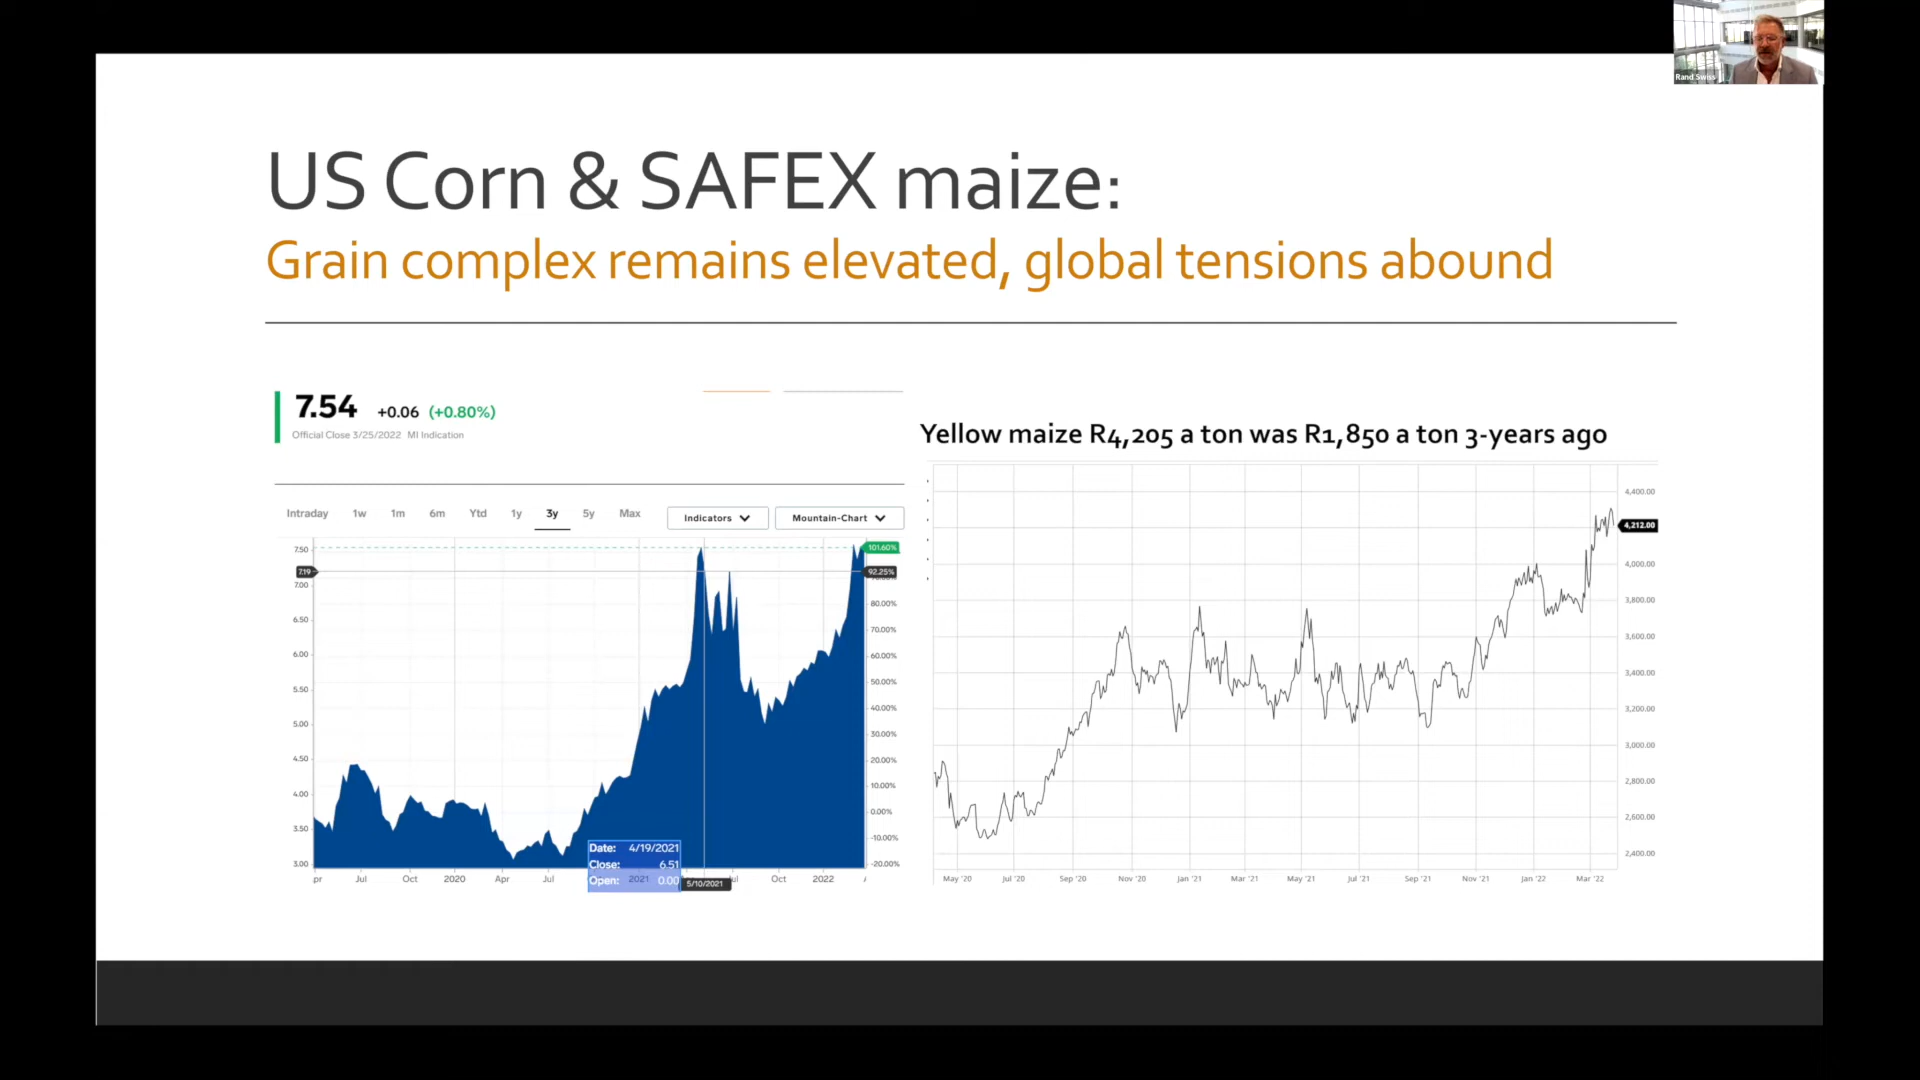 Rand Swiss
US Corn & SAFEX maize:
Grain complex remains elevated, global tensions abound
7.54 +0.06 (+0.80%)
Official Close 3/25/2022 MI Indication
Intraday 1w 1m 6m Ytd 1y 3y 5y Max Indicators Mountain-Chart
7.50
7.19
7.00
6.50
6.00
5.50
5.00
4.50
4.00
3.50
3.00
101.60%
92.25%
80.00%
70.00%
60.00%
50.00%
40.00%
30.00%
20.00%
10.00%
0.00%
-10.00%
-20.00%
Date: 4/19/2021
Close: 6.51
Open: 0.00
pr Jul Oct 2020 Apr Jul 2021 5/10/2021 ul Oct 2022
Yellow maize R4,205 a ton was R1,850 a ton 3-years ago
4,400.00
4,212.00
4,000.00
3,800.00
3,600.00
3,400.00
3,200.00
3,000.00
2,800.00
2,600.00
2,400.00
May '20 Jul '20 Sep '20 Nov '20 Jan '21 Mar '21 May '21 Jul '21 Sep '21 Nov '21 Jan '22 Mar '22